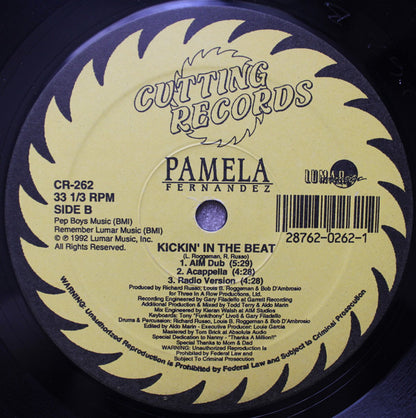 CUTTING
RECORDS
PAMELA
FERNANDEZ
CR-262
33 1/3 RPM
SIDE B
Pep Boys Music (BMI)
Remember Lumar Music (BMI)
© ℗ 1992 Lumar Music, Inc.
All Rights Reserved.
LUMAR
28762-0262-1
KICKIN' IN THE BEAT
(L. Roggeman, R. Russo)
1. AIM Dub (5:29)
2. Acappella (4:28)
3. Radio Version (4:28)
Produced by Richard Russo, Louis B. Roggeman & Bob D'Ambrosio
for Three In A Row Productions, Ltd.
Recording Engineered by Gary Filadelfo at Garrett Recording
Additional Production & Mixed by Todd Terry & Aldo Marin
Mix Engineered by Kieran Walsh at AIM Studios
Keyboards: Tony "Funkthony" Livoti & Gary Filadelfo
Drums & Percussion: Richard Russo, Louis B. Roggeman & Bob D'Ambrosio
Edited by Aldo Marin - Executive Producer: Louie Garcia
Mastered by Tom Brick at Absolute Audio
Special Dedication to Nanny - "Thanks A Million"!
Special Thanks to Mom & Dad
WARNING: Unauthorized Reproduction is
Prohibited by Federal Law and
Subject to Criminal Prosecution
WARNING: Unauthorized Reproduction is Prohibited by Federal Law and Subject to Criminal Prosecution